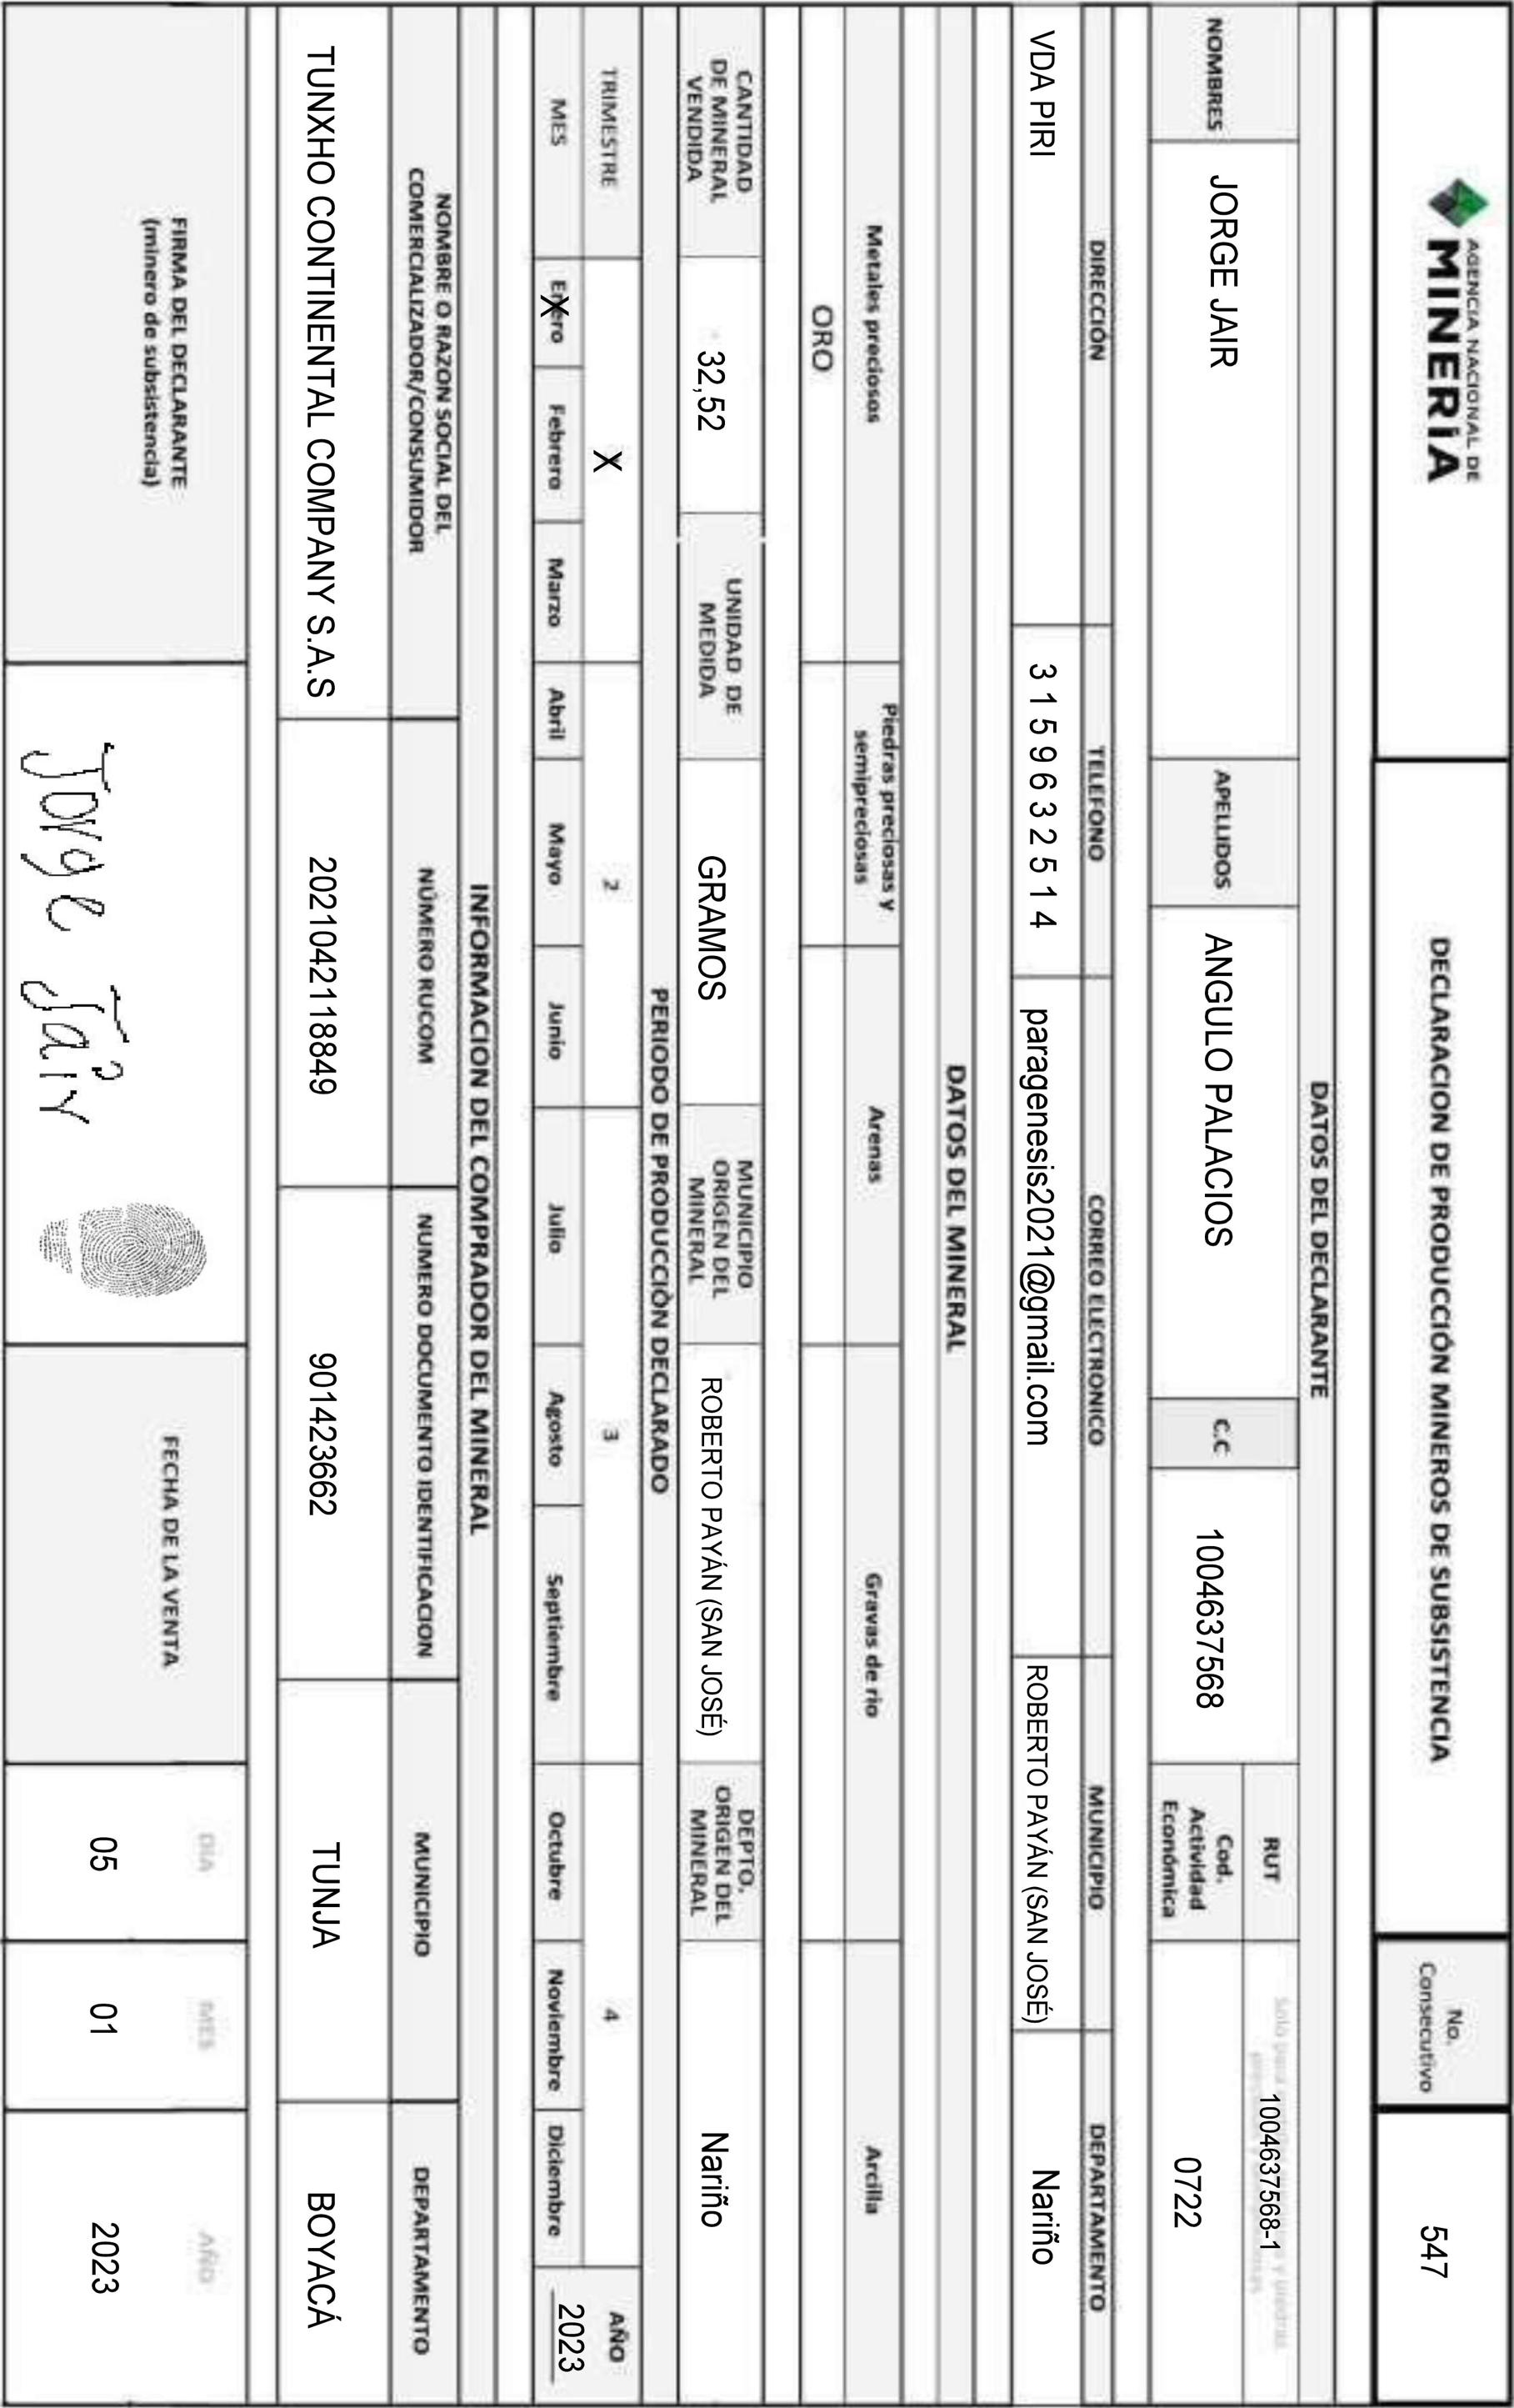 AGENCIA NACIONAL DE
MINERÍA
DECLARACION DE PRODUCCIÓN MINEROS DE SUBSISTENCIA
No.
Consecutivo
547
DATOS DEL DECLARANTE
NOMBRES
JORGE JAIR
APELLIDOS
ANGULO PALACIOS
C.C
1004637568
RUT
1004637568-1
Cod.
Actividad
Económica
0722
DIRECCIÓN
TELEFONO
CORREO ELECTRONICO
MUNICIPIO
DEPARTAMENTO
VDA PIRI
3 1 5 9 6 3 2 5 1 4
paragenesis2021@gmail.com
ROBERTO PAYÁN (SAN JOSÉ)
Nariño
DATOS DEL MINERAL
Metales preciosos
Piedras preciosas y
semipreciosas
Arenas
Gravas de rio
Arcilla
ORO
CANTIDAD
DE MINERAL
VENDIDA
32,52
UNIDAD DE
MEDIDA
GRAMOS
MUNICIPIO
ORIGEN DEL
MINERAL
ROBERTO PAYÁN (SAN JOSÉ)
DEPTO.
ORIGEN DEL
MINERAL
Nariño
PERIODO DE PRODUCCIÓN DECLARADO
TRIMESTRE
X
2
3
4
AÑO
MES
Enero
X
Febrero
Marzo
Abril
Mayo
Junio
Julio
Agosto
Septiembre
Octubre
Noviembre
Diciembre
2023
INFORMACIÓN DEL COMPRADOR DEL MINERAL
NOMBRE O RAZON SOCIAL DEL
COMERCIALIZADOR/CONSUMIDOR
NÚMERO RUCOM
NUMERO DOCUMENTO IDENTIFICACION
MUNICIPIO
DEPARTAMENTO
TUNXHO CONTINENTAL COMPANY S.A.S
2021042118849
901423662
TUNJA
BOYACÁ
FIRMA DEL DECLARANTE
(minero de subsistencia)
Jorge Jair
FECHA DE LA VENTA
DIA
MES
AÑO
05
01
2023